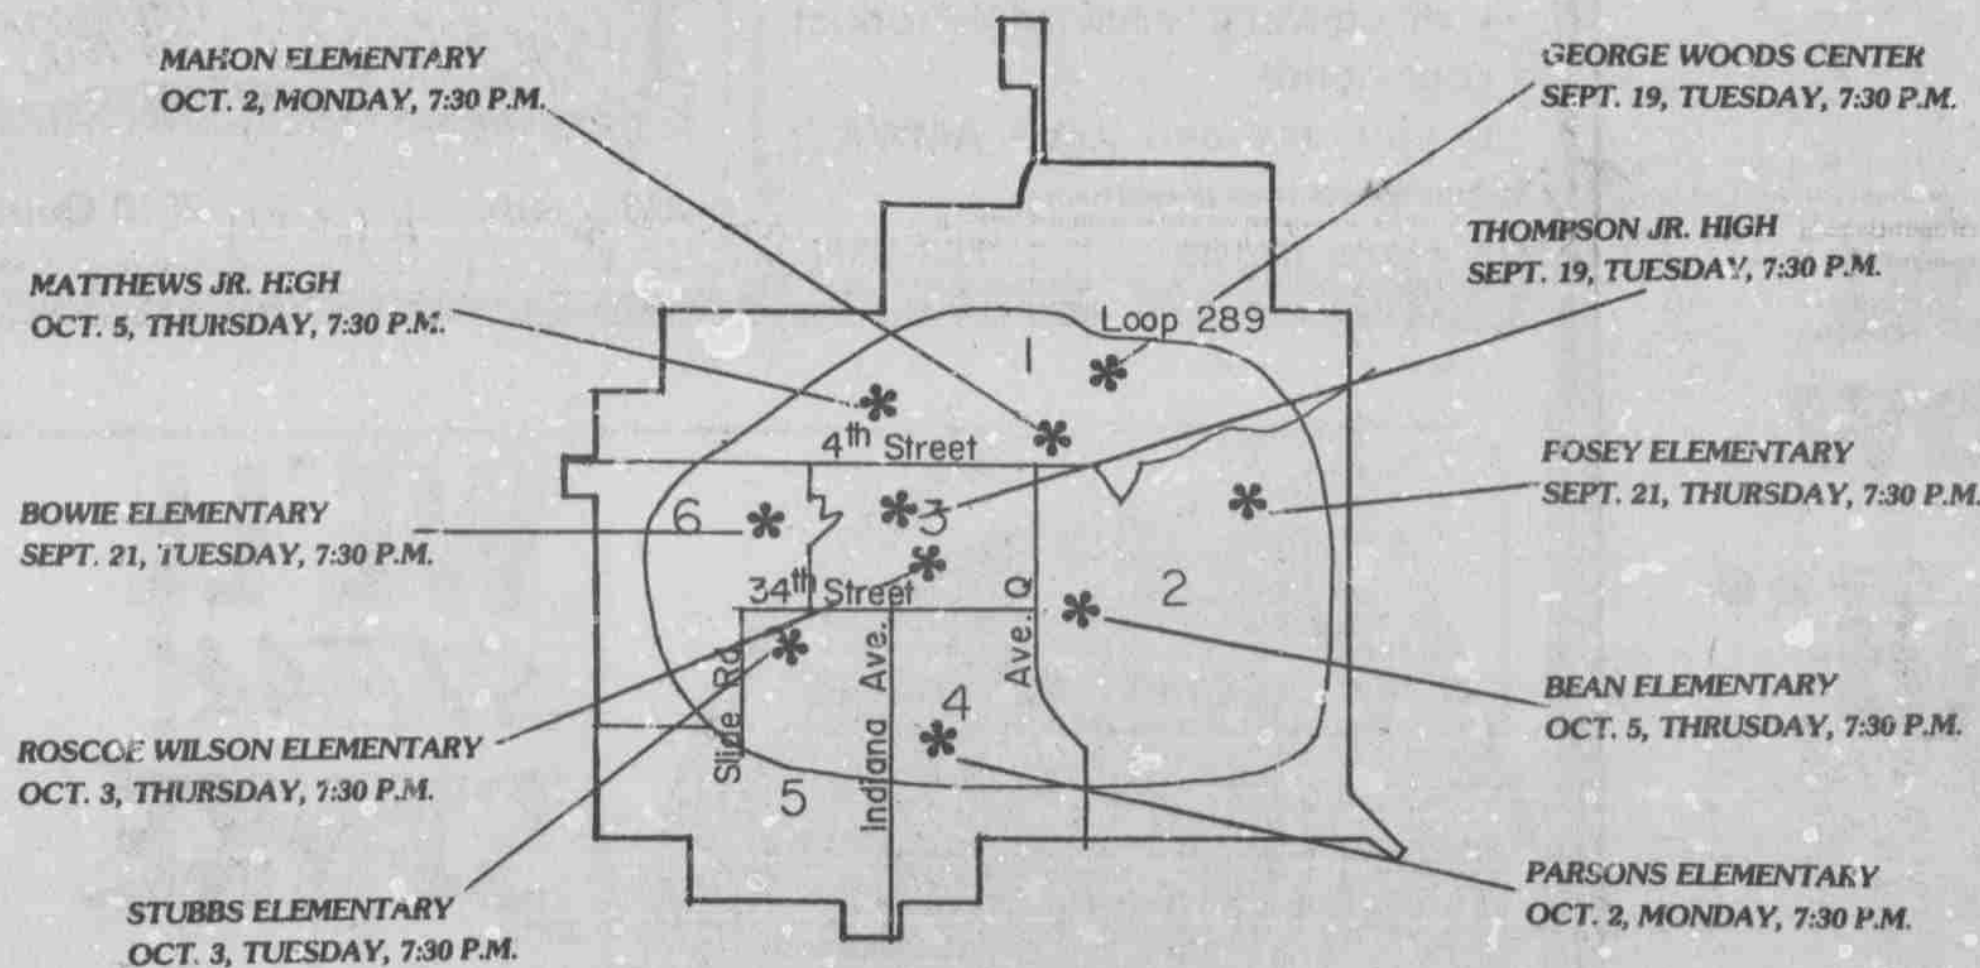 MAHON ELEMENTARY
OCT. 2, MONDAY, 7:30 P.M.
GEORGE WOODS CENTER
SEPT. 19, TUESDAY, 7:30 P.M.
THOMPSON JR. HIGH
SEPT. 19, TUESDAY, 7:30 P.M.
MATTHEWS JR. HIGH
OCT. 5, THURSDAY, 7:30 P.M.
Loop 289
1
4th Street
POSEY ELEMENTARY
SEPT. 21, THURSDAY, 7:30 P.M.
BOWIE ELEMENTARY
SEPT. 21, TUESDAY, 7:30 P.M.
6
3
34th Street
2
Ave. Q
Slide Rd
Indiana Ave.
4
5
BEAN ELEMENTARY
OCT. 5, THRUSDAY, 7:30 P.M.
ROSCOE WILSON ELEMENTARY
OCT. 3, THURSDAY, 7:30 P.M.
PARSONS ELEMENTARY
OCT. 2, MONDAY, 7:30 P.M.
STUBBS ELEMENTARY
OCT. 3, TUESDAY, 7:30 P.M.